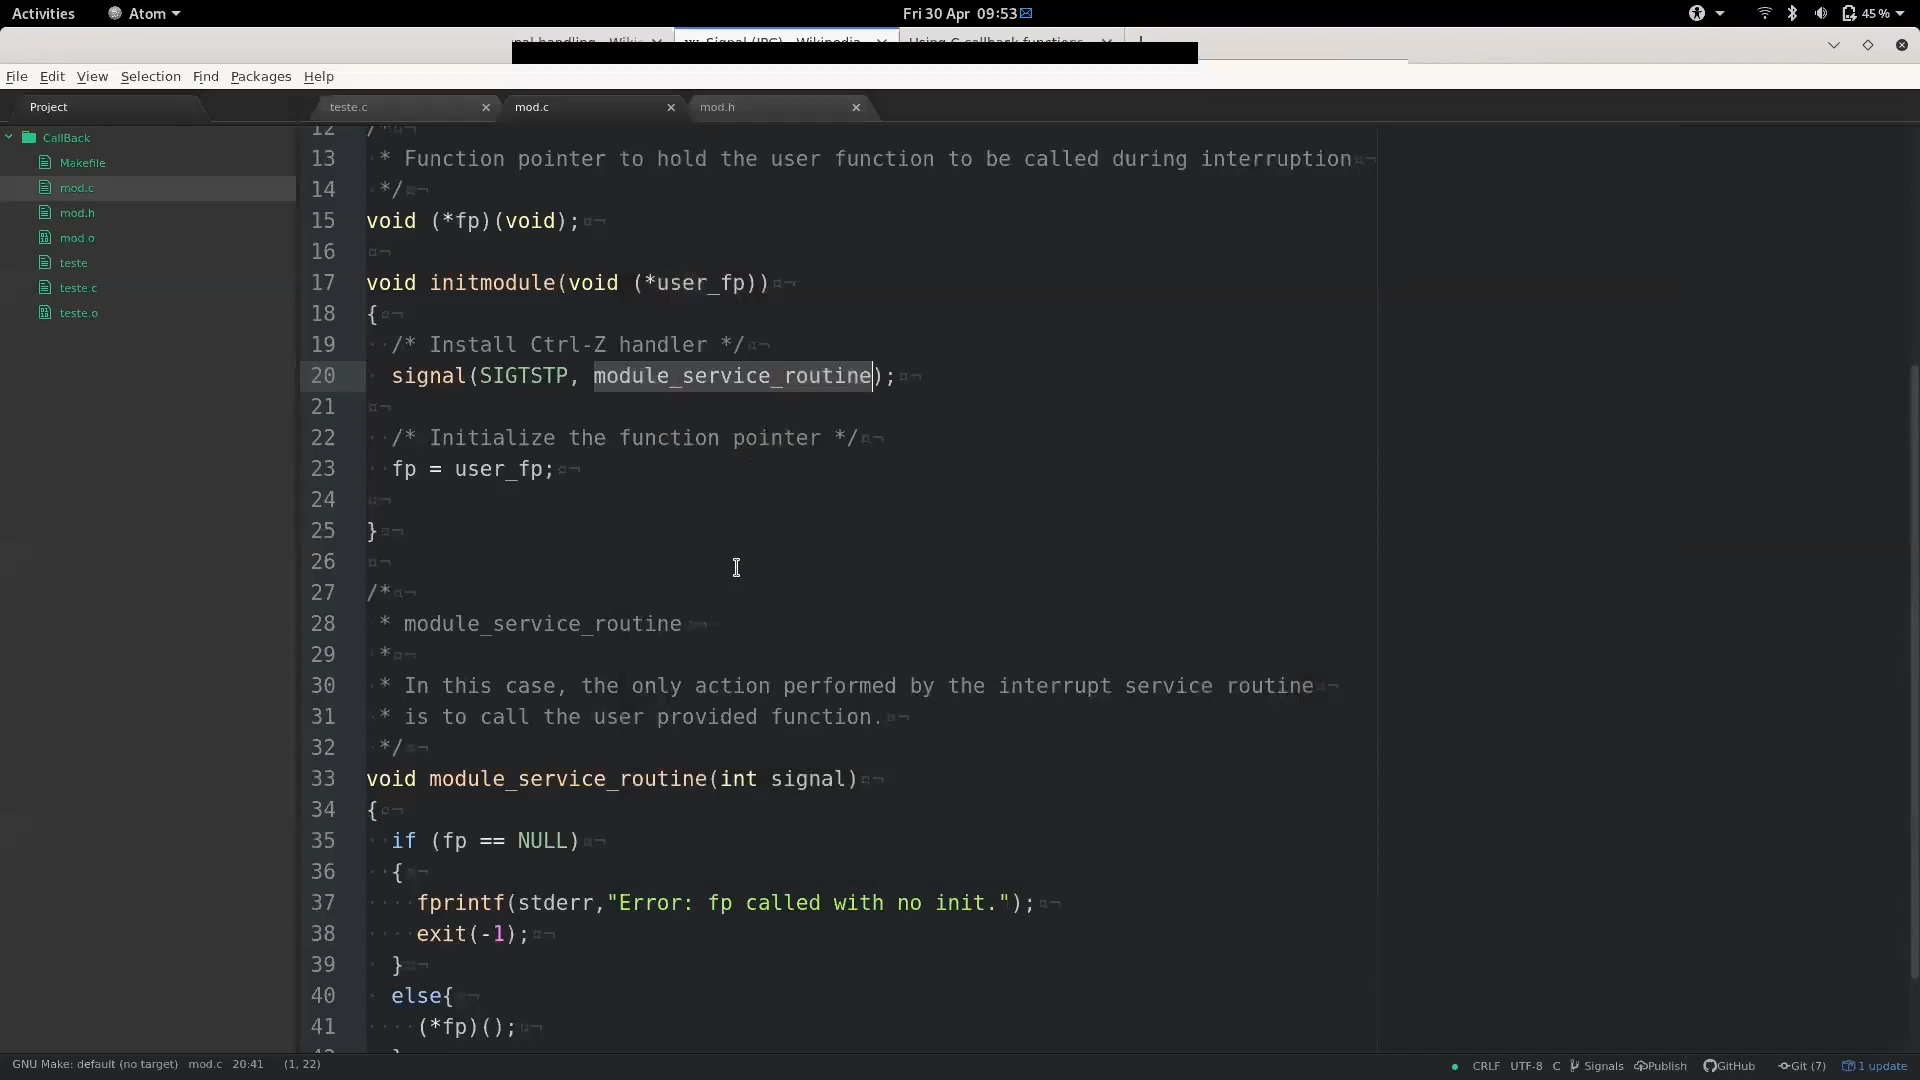 Activities Atom Fri 30 Apr 09:53 45%
Signal (IPC) - Wikipedia Using C callback functions
File Edit View Selection Find Packages Help
Project teste.c mod.c mod.h
CallBack
Makefile
mod.c
mod.h
mod.o
teste
teste.c
teste.o
12 /*
13 * Function pointer to hold the user function to be called during interruption
14 */
15 void (*fp)(void);
16
17 void initmodule(void (*user_fp))
18 {
19 /* Install Ctrl-Z handler */
20 signal(SIGTSTP, module_service_routine);
21
22 /* Initialize the function pointer */
23 fp = user_fp;
24
25 }
26
27 /*
28 * module_service_routine
29 *
30 * In this case, the only action performed by the interrupt service routine
31 * is to call the user provided function.
32 */
33 void module_service_routine(int signal)
34 {
35 if (fp == NULL)
36 {
37 fprintf(stderr,"Error: fp called with no init.");
38 exit(-1);
39 }
40 else{
41 (*fp)();
GNU Make: default (no target) mod.c 20:41 (1, 22) CRLF UTF-8 C Signals Publish GitHub Git (7) 1 update